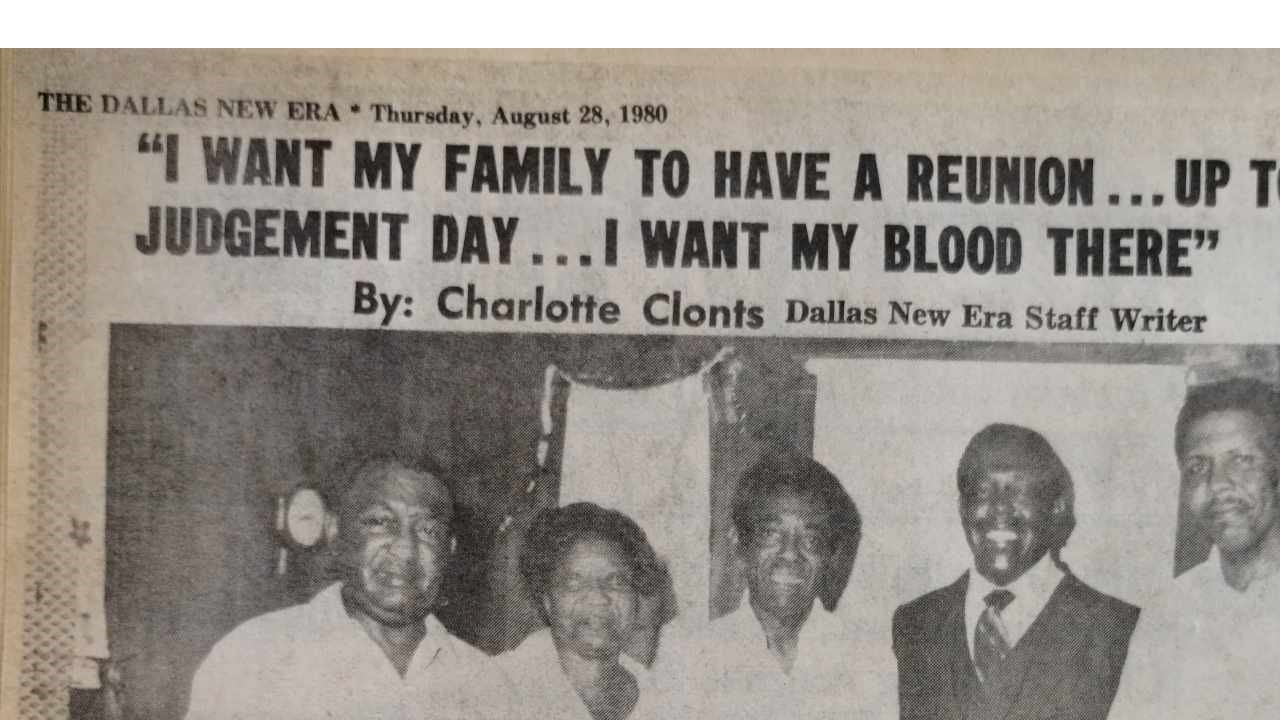 THE DALLAS NEW ERA * Thursday, August 28, 1980
“I WANT MY FAMILY TO HAVE A REUNION...UP
JUDGEMENT DAY...I WANT MY BLOOD THERE”
By: Charlotte Clonts Dallas New Era Staff Writer